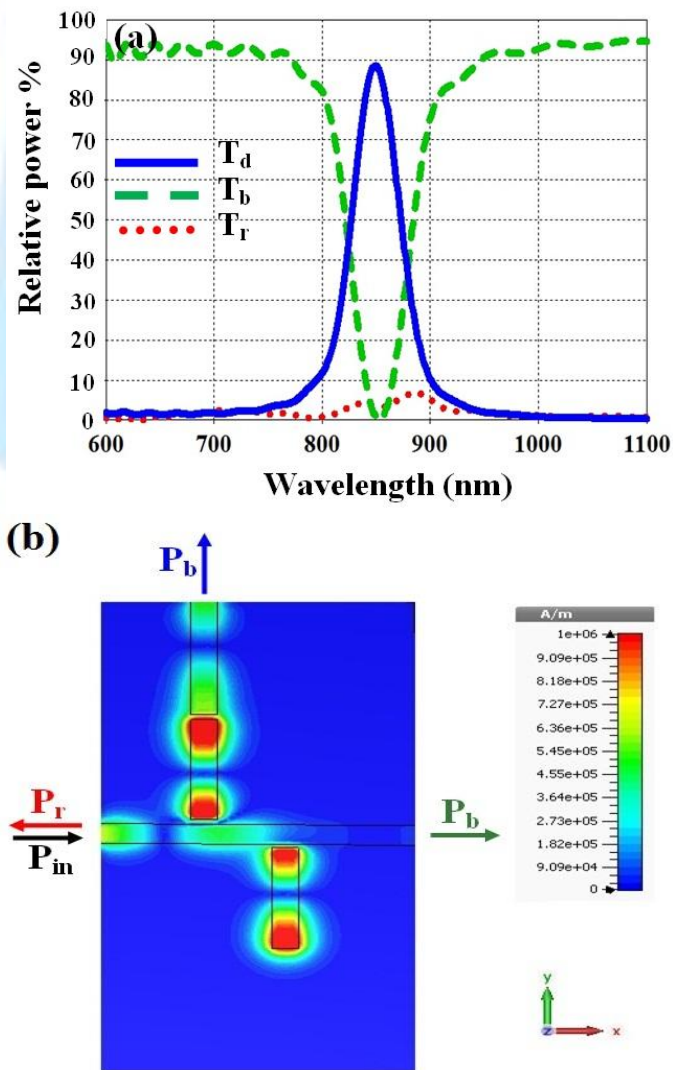 (a)
Relative power %
100
90
80
70
60
50
40
30
20
10
0
T_d
T_b
T_r
600 700 800 900 1000 1100
Wavelength (nm)
(b)
P_b
P_r
P_in
P_b
A/m
1e+06
9.09e+05
8.18e+05
7.27e+05
6.36e+05
5.45e+05
4.55e+05
3.64e+05
2.73e+05
1.82e+05
9.09e+04
0
y
z x